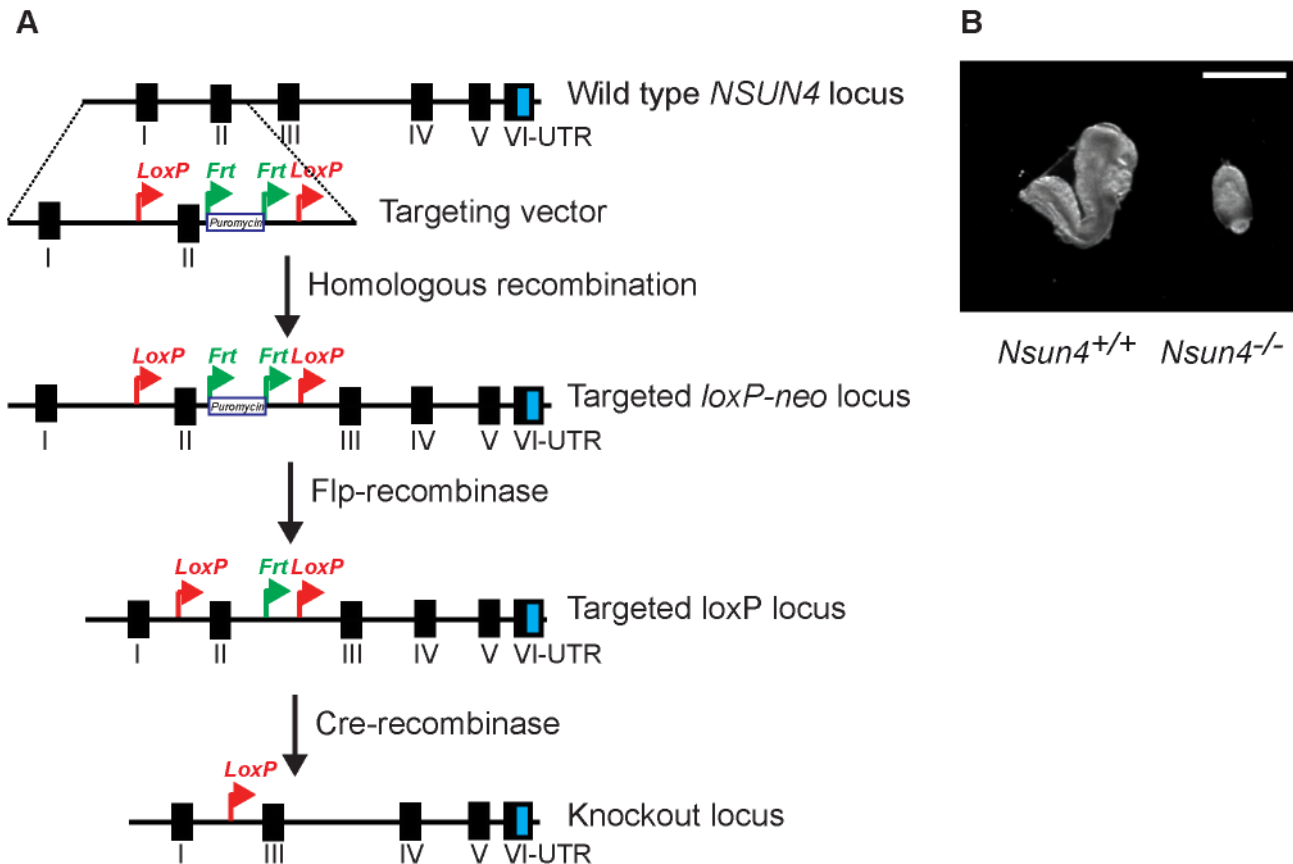 A
Wild type NSUN4 locus
I II III IV V VI-UTR
LoxP Frt Frt LoxP
Puromycin
Targeting vector
I II
Homologous recombination
LoxP Frt Frt LoxP
Puromycin
Targeted loxP-neo locus
I II III IV V VI-UTR
Flp-recombinase
LoxP Frt LoxP
Targeted loxP locus
I II III IV V VI-UTR
Cre-recombinase
LoxP
Knockout locus
I III IV V VI-UTR
B
Nsun4+/+ Nsun4-/-